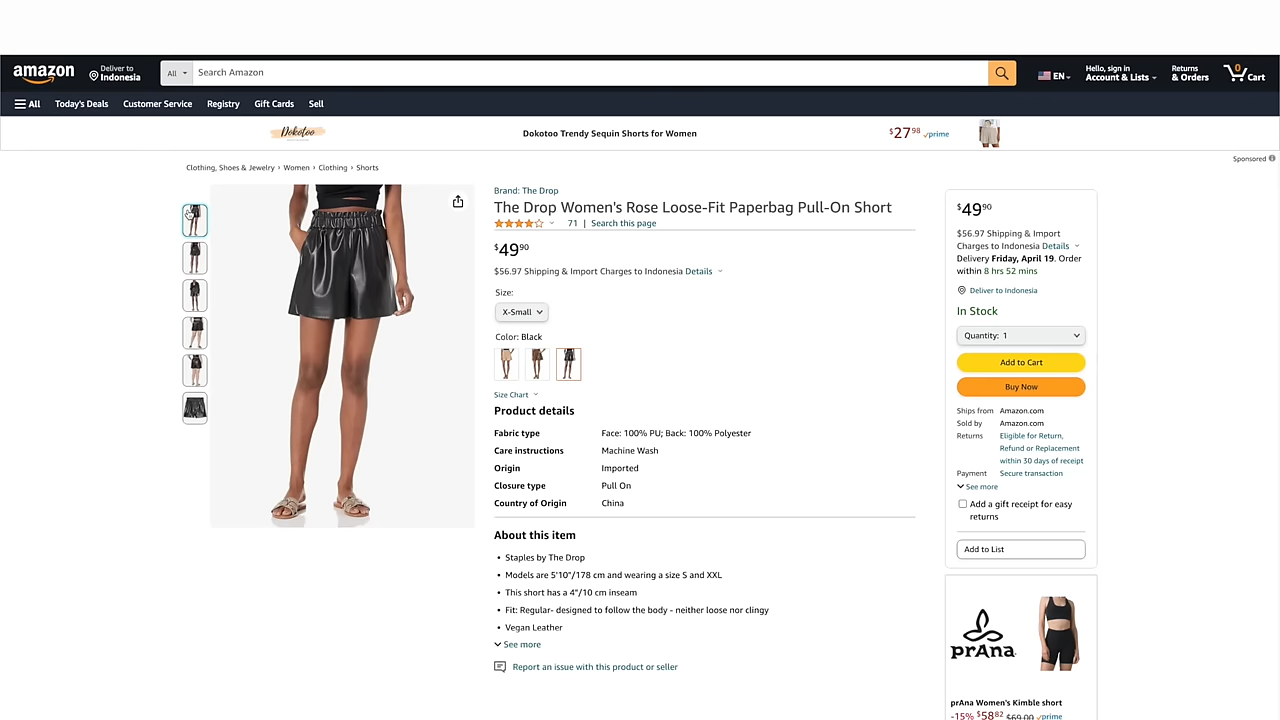 amazon
Deliver to
Indonesia
All
Search Amazon
EN
Hello, sign in
Account & Lists
Returns
& Orders
0
Cart
All
Today's Deals
Customer Service
Registry
Gift Cards
Sell
Dokotoo
Dokotoo Trendy Sequin Shorts for Women
$27.98 prime
Sponsored
Clothing, Shoes & Jewelry › Women › Clothing › Shorts
Brand: The Drop
The Drop Women's Rose Loose-Fit Paperbag Pull-On Short
71 | Search this page
$49.90
$56.97 Shipping & Import Charges to Indonesia Details
Size:
X-Small
Color: Black
Size Chart
Product details
Fabric type Face: 100% PU; Back: 100% Polyester
Care instructions Machine Wash
Origin Imported
Closure type Pull On
Country of Origin China
About this item
• Staples by The Drop
• Models are 5'10"/178 cm and wearing a size S and XXL
• This short has a 4"/10 cm inseam
• Fit: Regular- designed to follow the body - neither loose nor clingy
• Vegan Leather
See more
Report an issue with this product or seller
$49.90
$56.97 Shipping & Import
Charges to Indonesia Details
Delivery Friday, April 19. Order
within 8 hrs 52 mins
Deliver to Indonesia
In Stock
Quantity: 1
Add to Cart
Buy Now
Ships from Amazon.com
Sold by Amazon.com
Returns Eligible for Return,
Refund or Replacement
within 30 days of receipt
Payment Secure transaction
See more
Add a gift receipt for easy
returns
Add to List
prAna
prAna Women's Kimble short
-15% $58.82 $69.00 prime